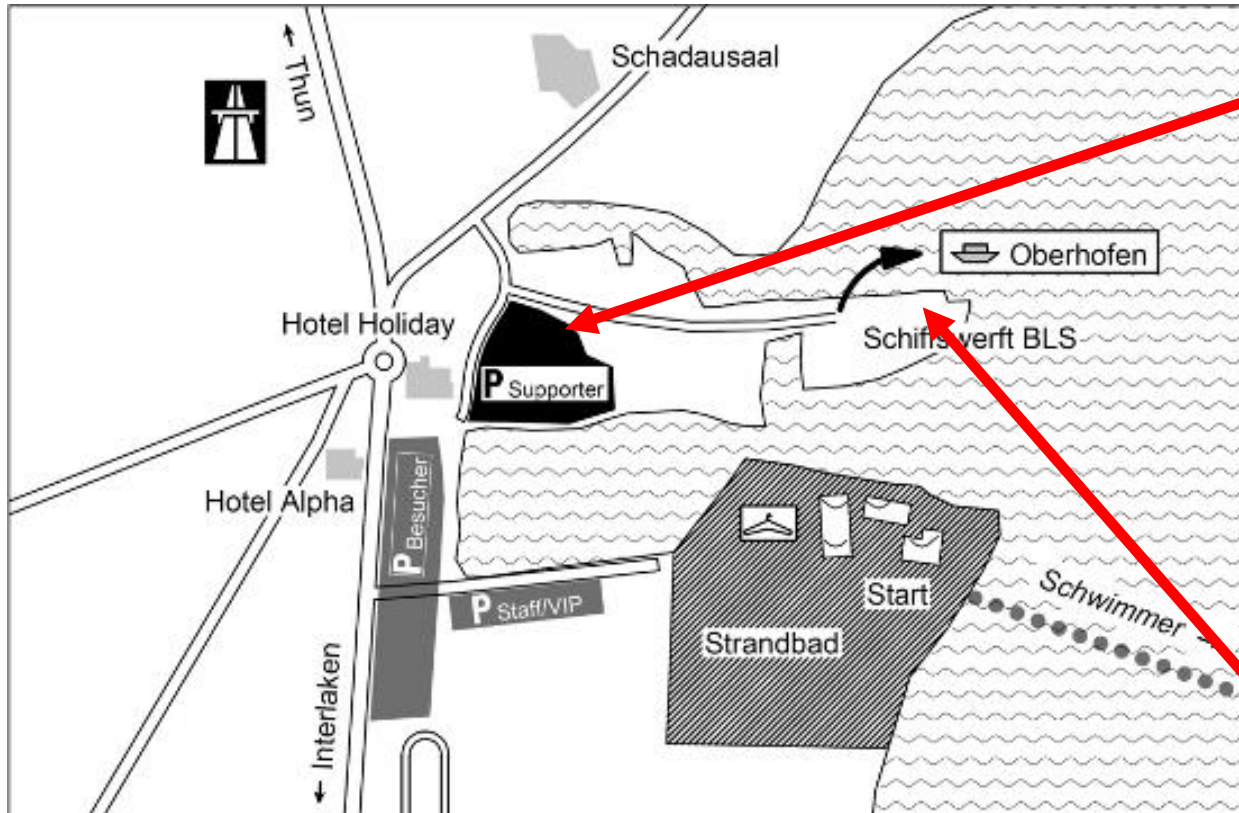 Schadausaal
← Thun
Oberhofen
Hotel Holiday
Schiffswerft BLS
P Supporter
Hotel Alpha
P Besucher
P Staff/VIP
Start
Schwimmer →
Strandbad
← Interlaken